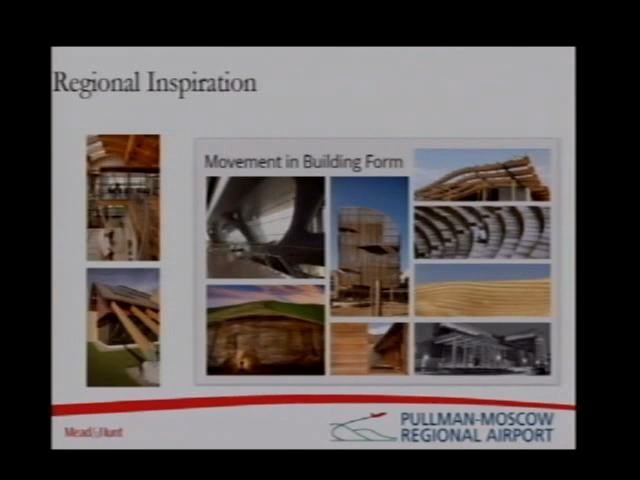 Regional Inspiration
Movement in Building Form
Mead&Hunt
PULLMAN-MOSCOW
REGIONAL AIRPORT